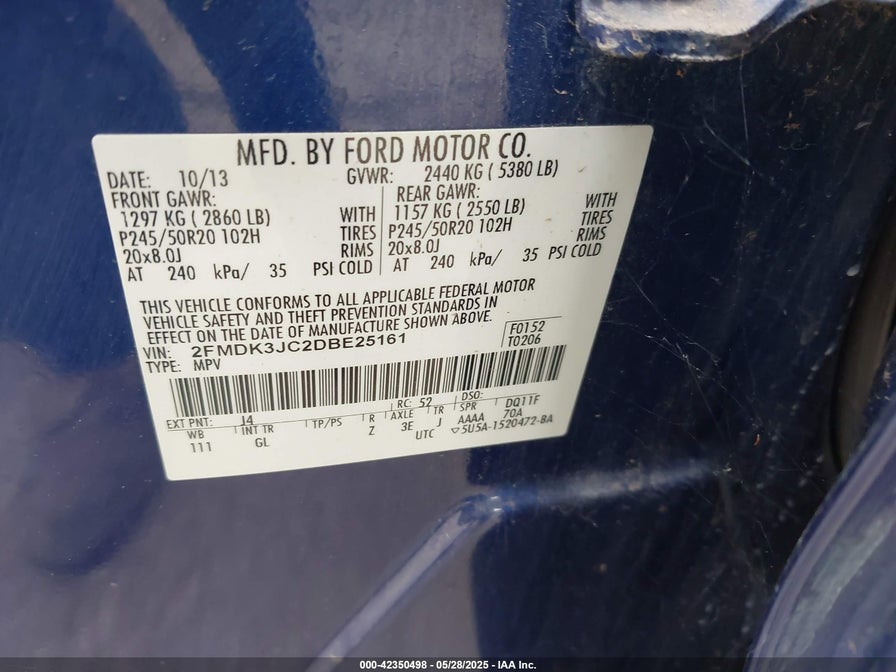 MFD. BY FORD MOTOR CO.
DATE: 10/13 GVWR: 2440 KG ( 5380 LB)
FRONT GAWR: REAR GAWR:
1297 KG ( 2860 LB) WITH 1157 KG ( 2550 LB) WITH
P245/50R20 102H TIRES P245/50R20 102H TIRES
20x8.0J RIMS 20x8.0J RIMS
AT 240 kPa/ 35 PSI COLD AT 240 kPa/ 35 PSI COLD
THIS VEHICLE CONFORMS TO ALL APPLICABLE FEDERAL MOTOR
VEHICLE SAFETY AND THEFT PREVENTION STANDARDS IN
EFFECT ON THE DATE OF MANUFACTURE SHOWN ABOVE.
VIN: 2FMDK3JC2DBE25161 F0152
TYPE: MPV T0206
RC: 52 DSO:
EXT PNT: J4 DQ11F
WB INT TR TP/PS R AXLE TR SPR 70A
111 GL Z 3E J AAAA
UTC ▽5U5A-1520472-BA
000-42350498 - 05/28/2025 - IAA Inc.